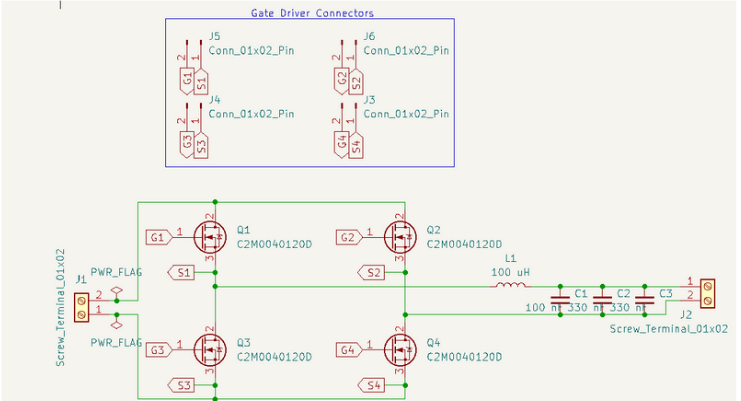 Gate Driver Connectors
J5
Conn_01x02_Pin
2
1
G1
S1
J6
Conn_01x02_Pin
2
1
G2
S2
J4
Conn_01x02_Pin
2
1
G3
S3
J3
Conn_01x02_Pin
2
1
G4
S4
G1
1
2
3
Q1
C2M0040120D
S1
G2
1
2
3
Q2
C2M0040120D
S2
Screw_Terminal_01x02
J1
2
1
PWR_FLAG
PWR_FLAG
L1
100 uH
C1
100 nF
C2
330 nF
C3
330 nF
1
2
J2
Screw_Terminal_01x02
G3
1
2
3
Q3
C2M0040120D
S3
G4
1
2
3
Q4
C2M0040120D
S4